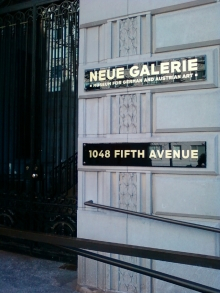 NEUE GALERIE
• MUSEUM FOR GERMAN AND AUSTRIAN ART •
1048 FIFTH AVENUE